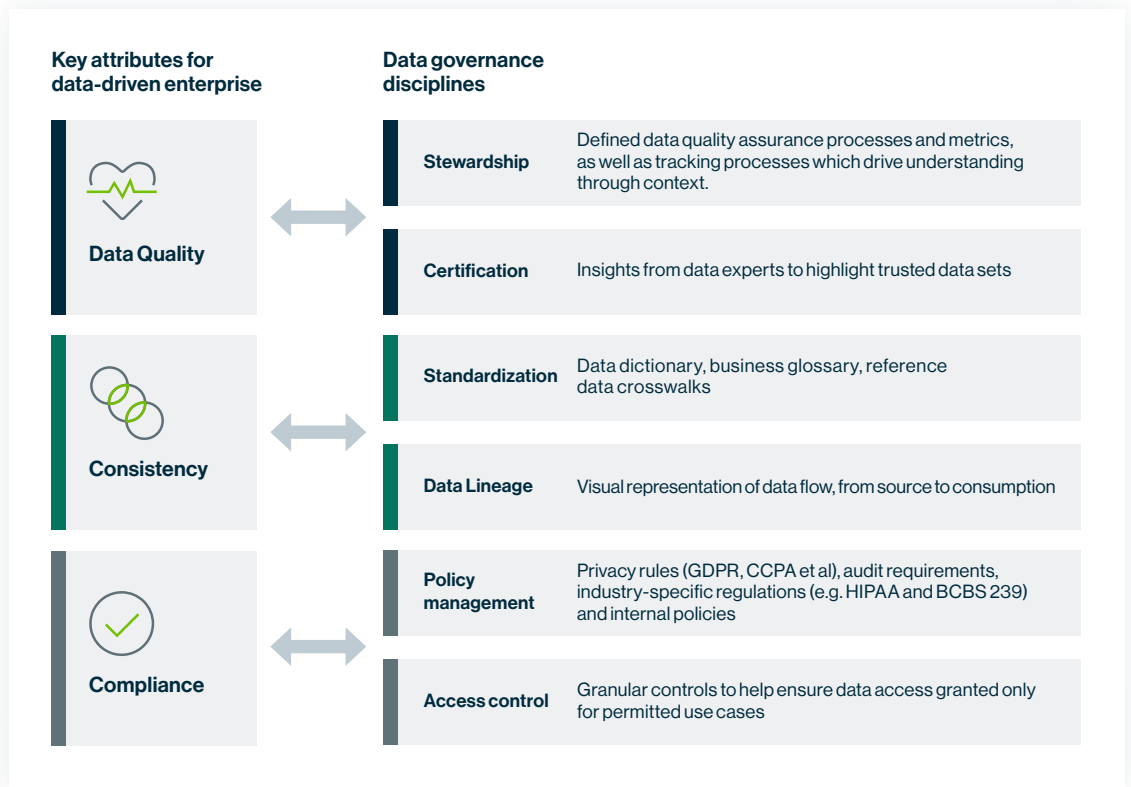 Key attributes for
data-driven enterprise
Data governance
disciplines
Data Quality
Stewardship
Defined data quality assurance processes and metrics,
as well as tracking processes which drive understanding
through context.
Certification
Insights from data experts to highlight trusted data sets
Consistency
Standardization
Data dictionary, business glossary, reference
data crosswalks
Data Lineage
Visual representation of data flow, from source to consumption
Compliance
Policy
management
Privacy rules (GDPR, CCPA et al), audit requirements,
industry-specific regulations (e.g. HIPAA and BCBS 239)
and internal policies
Access control
Granular controls to help ensure data access granted only
for permitted use cases